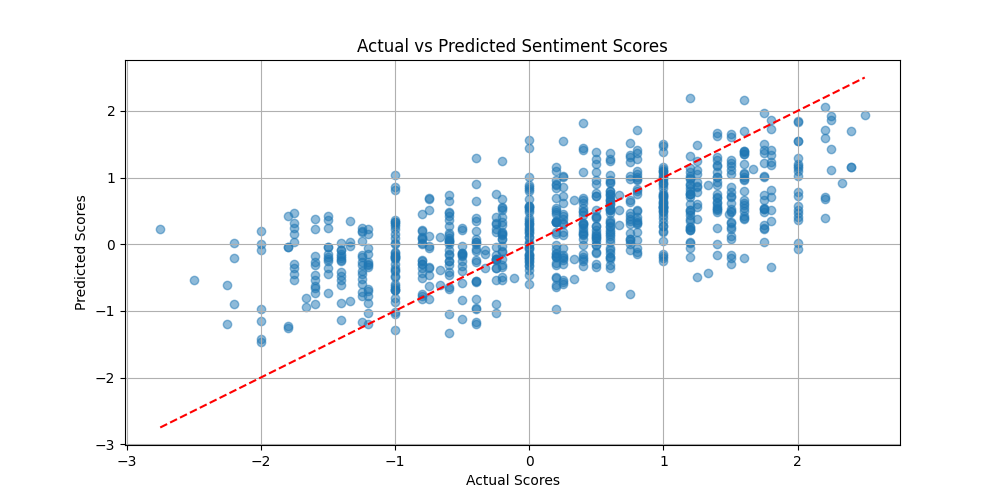 Actual vs Predicted Sentiment Scores
Predicted Scores
2
1
0
−1
−2
−3
−3 −2 −1 0 1 2
Actual Scores